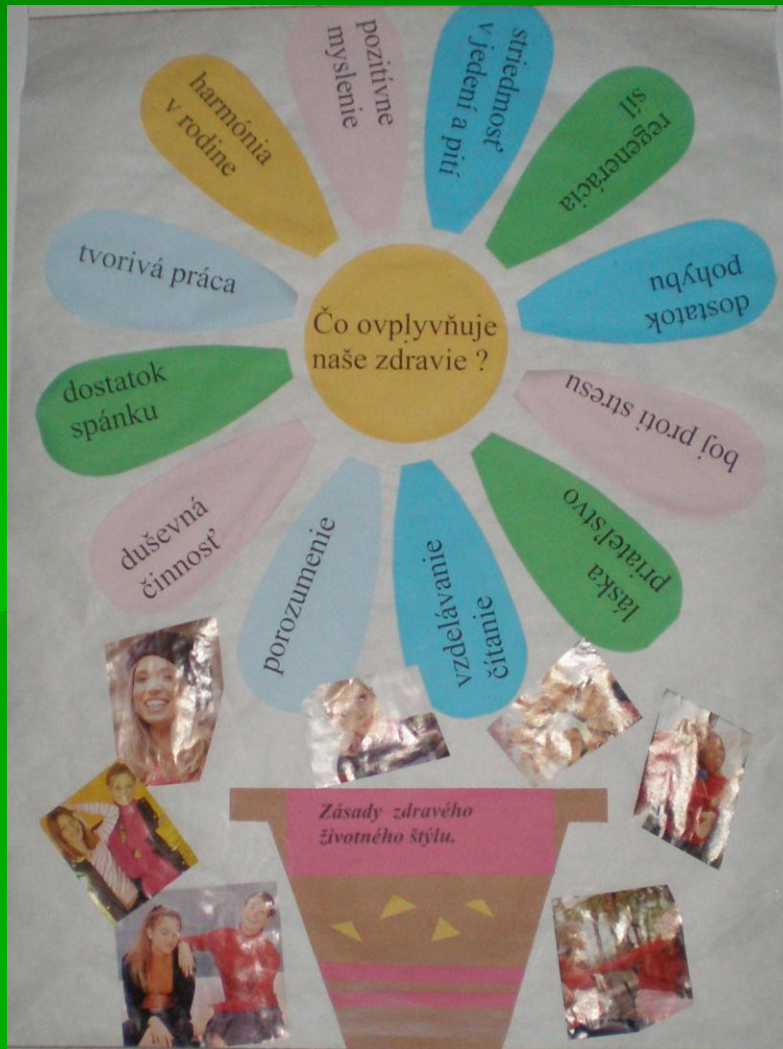 pozitívne
myslenie
striedmosť
v jedení a pití
regenerácia
síl
dostatok
pohybu
boj proti stresu
láska
priateľstvo
vzdelávanie
čítanie
porozumenie
duševná
činnosť
dostatok
spánku
tvorivá práca
harmónia
v rodine
Čo ovplyvňuje
naše zdravie ?
Zásady zdravého
životného štýlu.